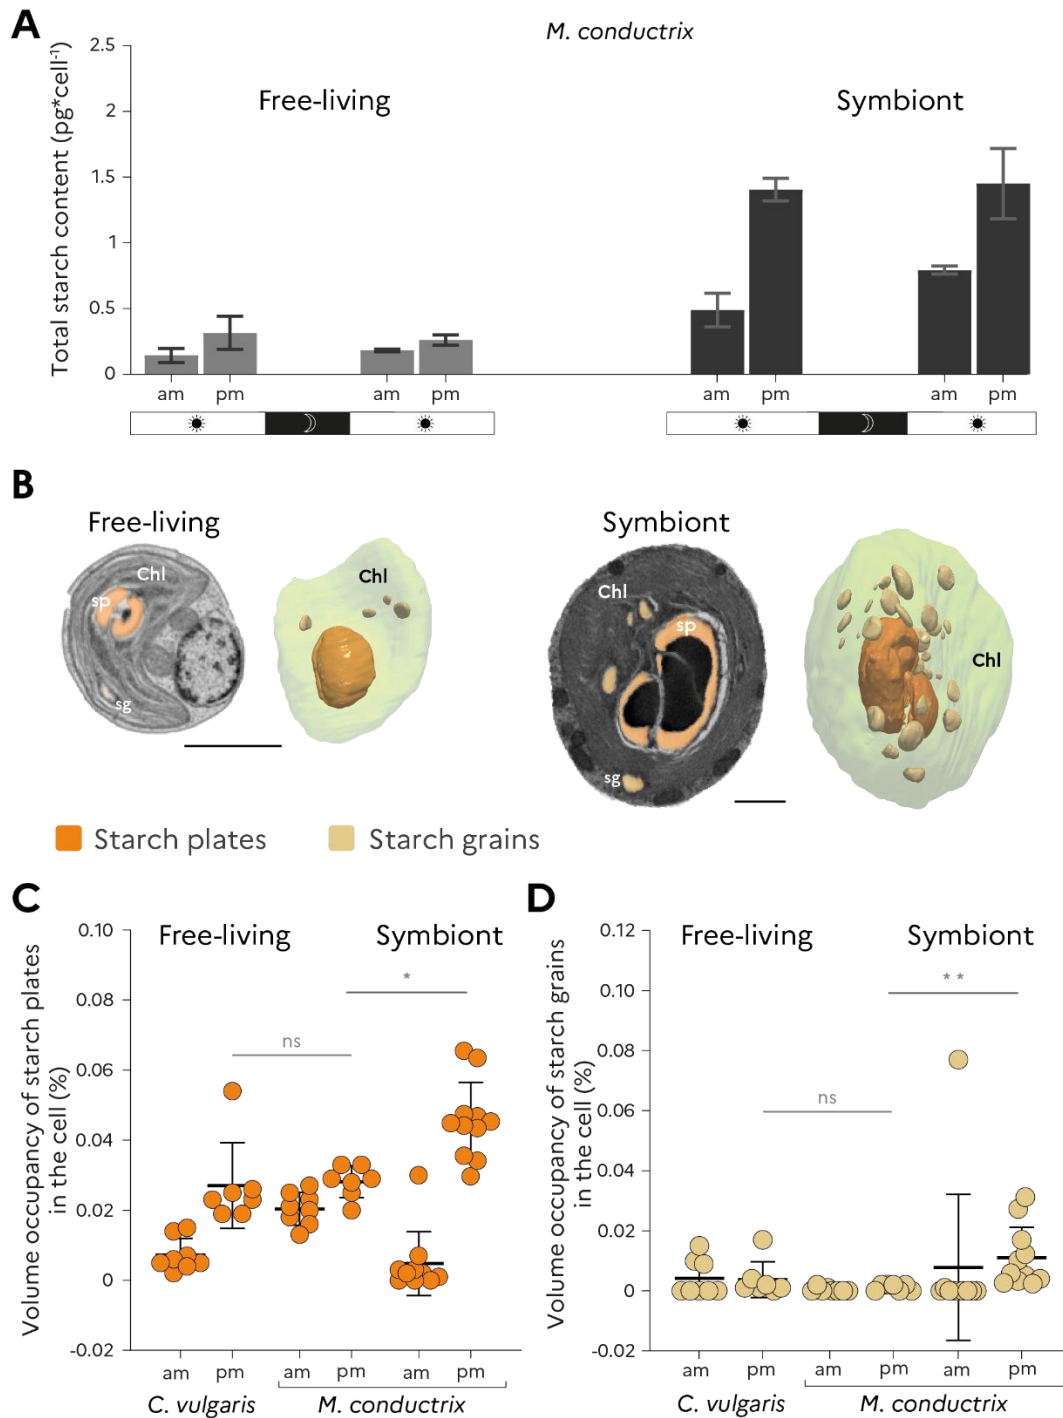 A
M. conductrix
Total starch content (pg*cell⁻¹)
2.5
2
1.5
1
0.5
0
Free-living
Symbiont
am pm am pm am pm am pm
B
Free-living
Symbiont
Chl
sp
sg
Chl
Chl
sp
sg
Chl
Starch plates
Starch grains
C
Volume occupancy of starch plates
in the cell (%)
0.10
0.08
0.06
0.04
0.02
0
-0.02
Free-living
Symbiont
*
ns
am pm am pm am pm
C. vulgaris
M. conductrix
D
Volume occupancy of starch grains
in the cell (%)
0.12
0.10
0.08
0.06
0.04
0.02
0
-0.02
Free-living
Symbiont
**
ns
am pm am pm am pm
C. vulgaris
M. conductrix